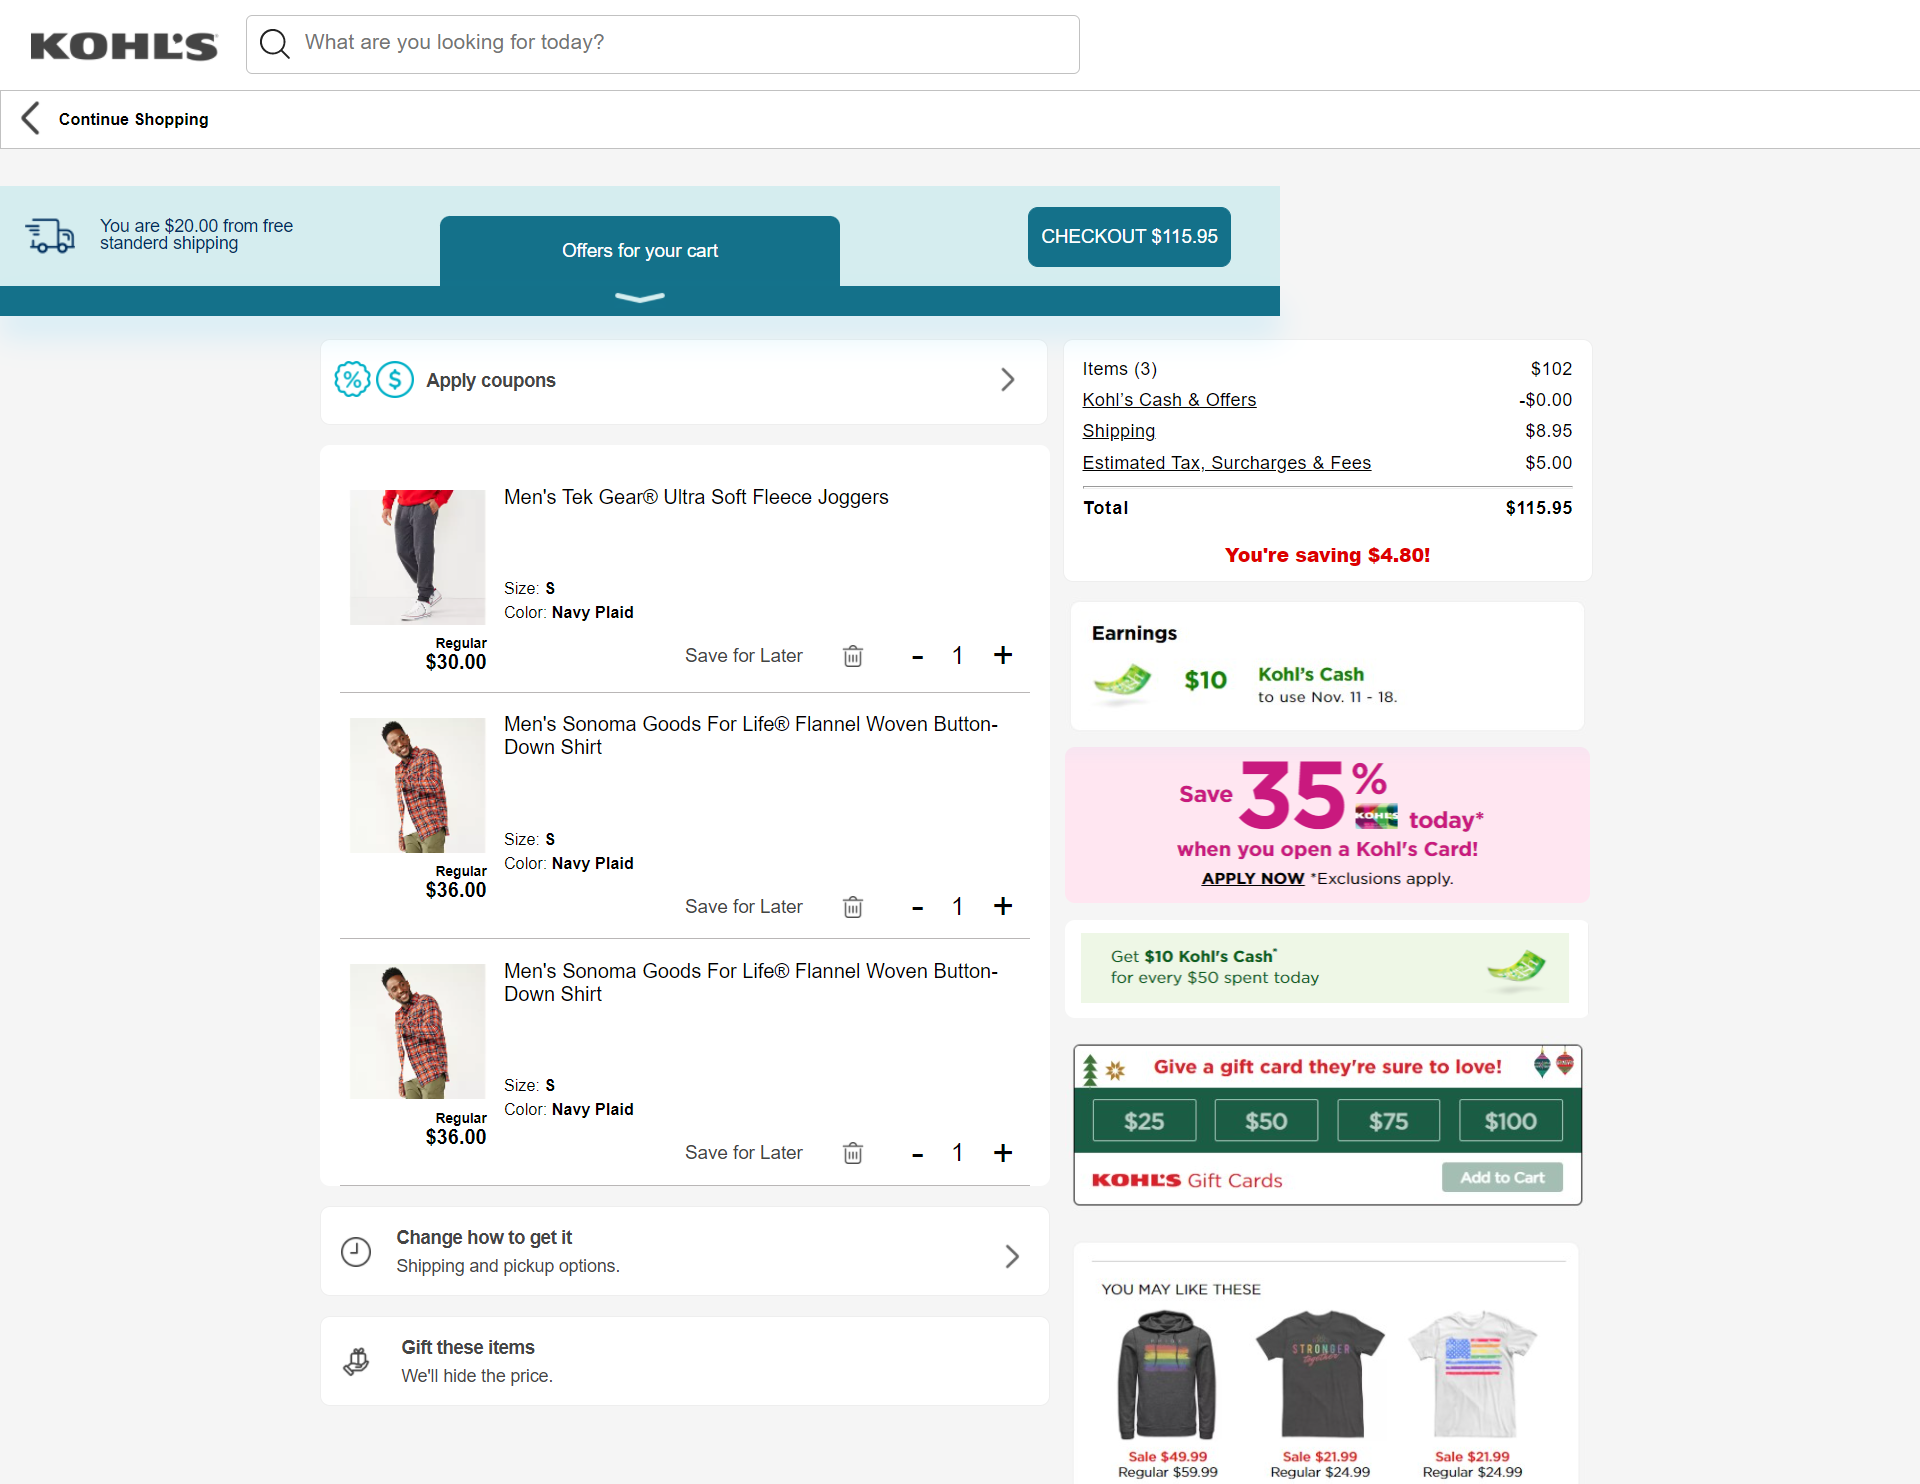 KOHL'S
What are you looking for today?
Continue Shopping
You are $20.00 from free
standerd shipping
Offers for your cart
CHECKOUT $115.95
Apply coupons
Men's Tek Gear® Ultra Soft Fleece Joggers
Size: S
Color: Navy Plaid
Regular
$30.00
Save for Later
- 1 +
Men's Sonoma Goods For Life® Flannel Woven Button-
Down Shirt
Size: S
Color: Navy Plaid
Regular
$36.00
Save for Later
- 1 +
Men's Sonoma Goods For Life® Flannel Woven Button-
Down Shirt
Size: S
Color: Navy Plaid
Regular
$36.00
Save for Later
- 1 +
Change how to get it
Shipping and pickup options.
Gift these items
We'll hide the price.
Items (3) $102
Kohl's Cash & Offers -$0.00
Shipping $8.95
Estimated Tax, Surcharges & Fees $5.00
Total $115.95
You're saving $4.80!
Earnings
$10
Kohl's Cash
to use Nov. 11 - 18.
Save 35% KOHL'S today*
when you open a Kohl's Card!
APPLY NOW *Exclusions apply.
Get $10 Kohl's Cash*
for every $50 spent today
Give a gift card they're sure to love!
$25 $50 $75 $100
KOHL'S Gift Cards
Add to Cart
YOU MAY LIKE THESE
STRONGER
together
Sale $49.99 Sale $21.99 Sale $21.99
Regular $59.99 Regular $24.99 Regular $24.99